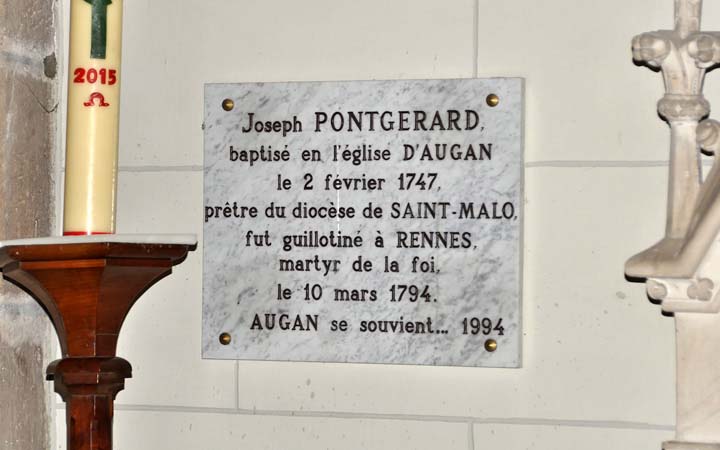 2015
Joseph PONTGERARD,
baptisé en l'église D'AUGAN
le 2 février 1747,
prêtre du diocèse de SAINT-MALO,
fut guillotiné à RENNES,
martyr de la foi,
le 10 mars 1794.
AUGAN se souvient... 1994